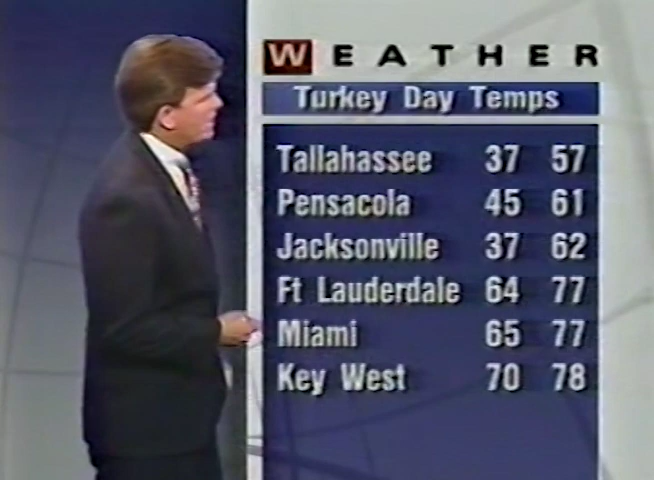 WEATHER
Turkey Day Temps
Tallahassee 37 57
Pensacola 45 61
Jacksonville 37 62
Ft Lauderdale 64 77
Miami 65 77
Key West 70 78